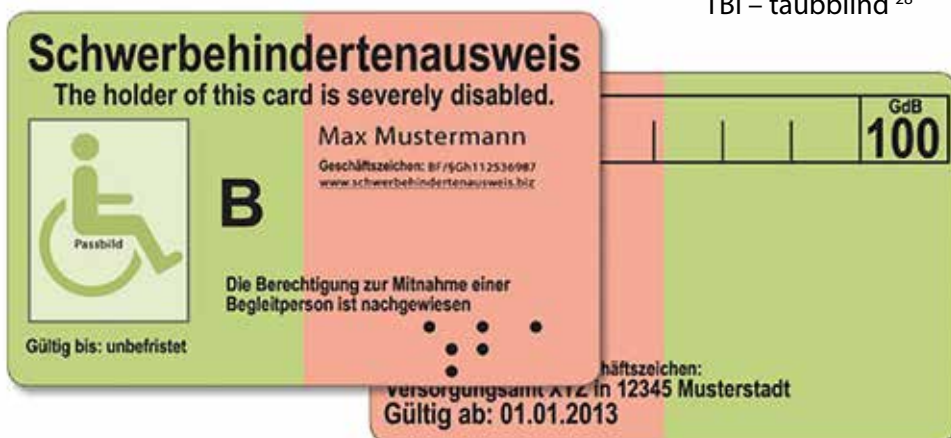 TBl – taubblind 28
Schwerbehindertenausweis
The holder of this card is severely disabled.
Max Mustermann
Geschäftszeichen: BF/§Gh112536987
www.schwerbehindertenausweis.biz
B
Passbild
Die Berechtigung zur Mitnahme einer
Begleitperson ist nachgewiesen
Gültig bis: unbefristet
GdB
100
häftszeichen:
Versorgungsamt XYZ in 12345 Musterstadt
Gültig ab: 01.01.2013